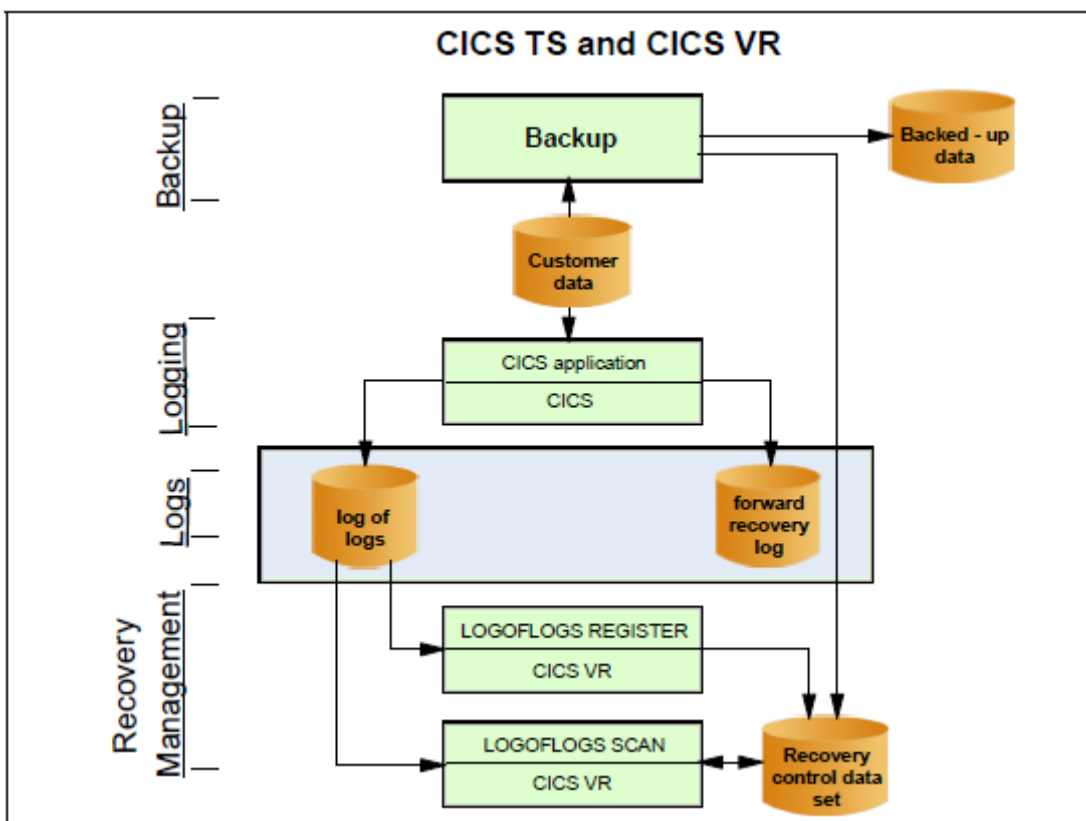 CICS TS and CICS VR
Backup
Backup
Backed - up
data
Customer
data
Logging
CICS application
CICS
Logs
log of
logs
forward
recovery
log
Recovery
Management
LOGOFLOGS REGISTER
CICS VR
LOGOFLOGS SCAN
CICS VR
Recovery
control data
set